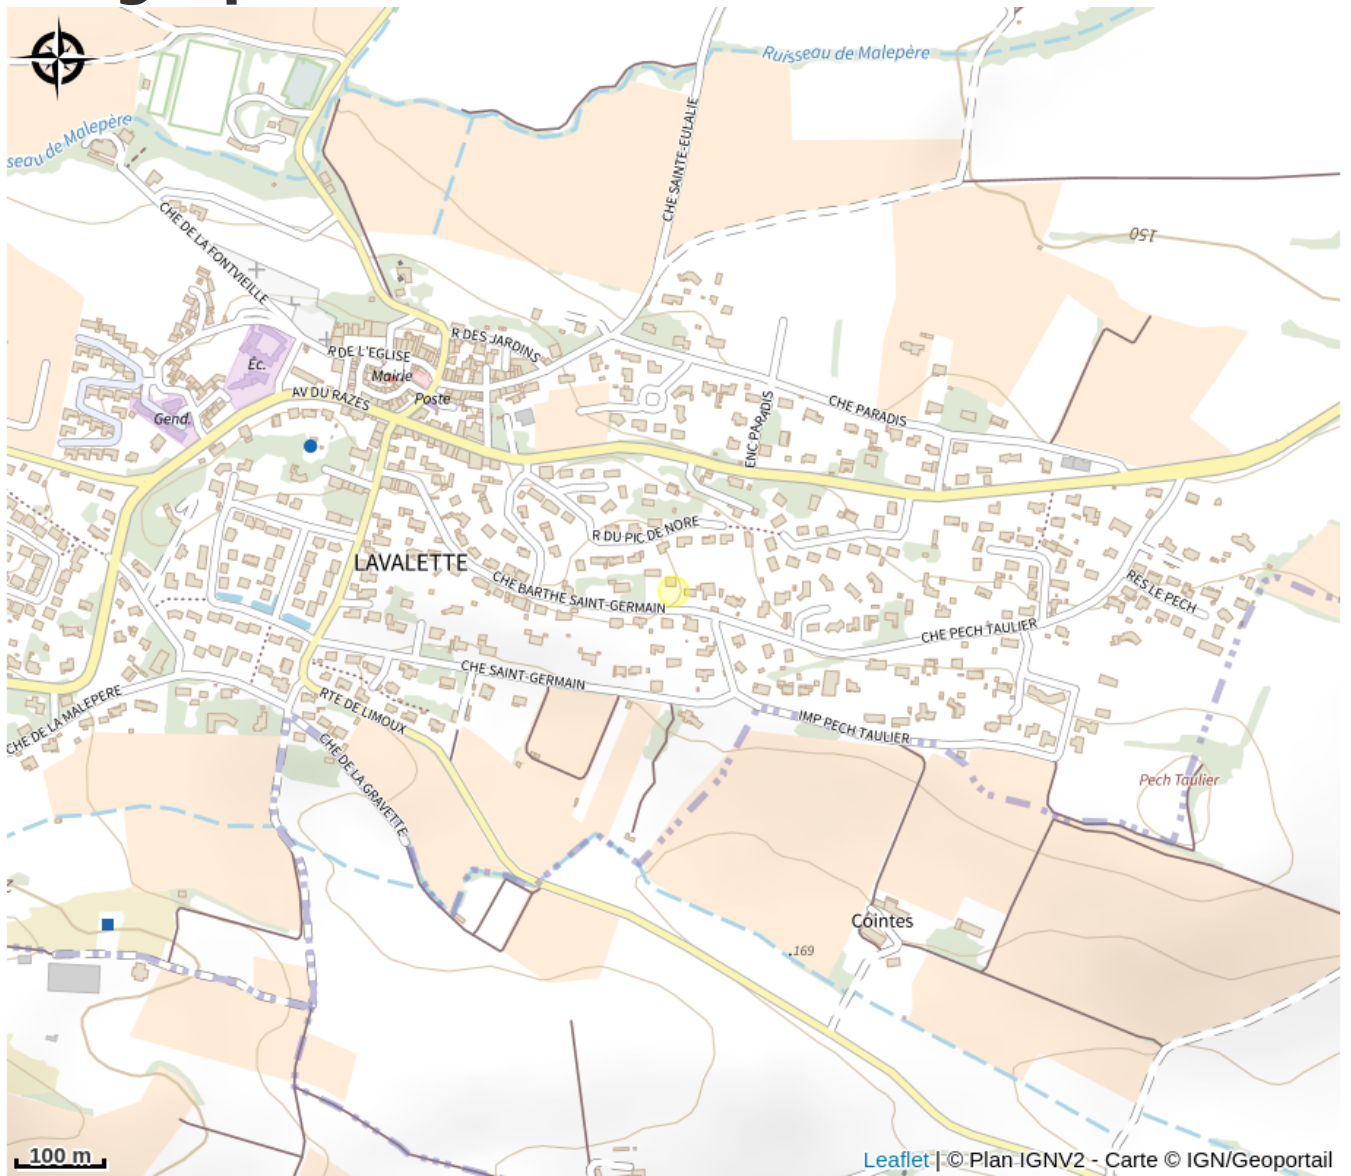 Ruisseau de Malepère
seau de Malepère
CHE SAINTE-EULALIE
CHE DE LA FONTVIEILLE
150
R DES JARDINS
R DE L'EGLISE
Éc.
Mairie
AV DU RAZES
Poste
Gend.
ENC PARADIS
CHE PARADIS
R DU PIC DE NORE
LAVALETTE
CHE BARTHE SAINT-GERMAIN
RES LE PECH
CHE PECH TAULIER
CHE SAINT-GERMAIN
CHE DE LA MALEPERE
RTE DE LIMOUX
IMP PECH TAULIER
CHE DE LA GRAVETTE
Pech Taulier
Cointes
169
100 m
Leaflet | © Plan IGNV2 - Carte © IGN/Geoportail